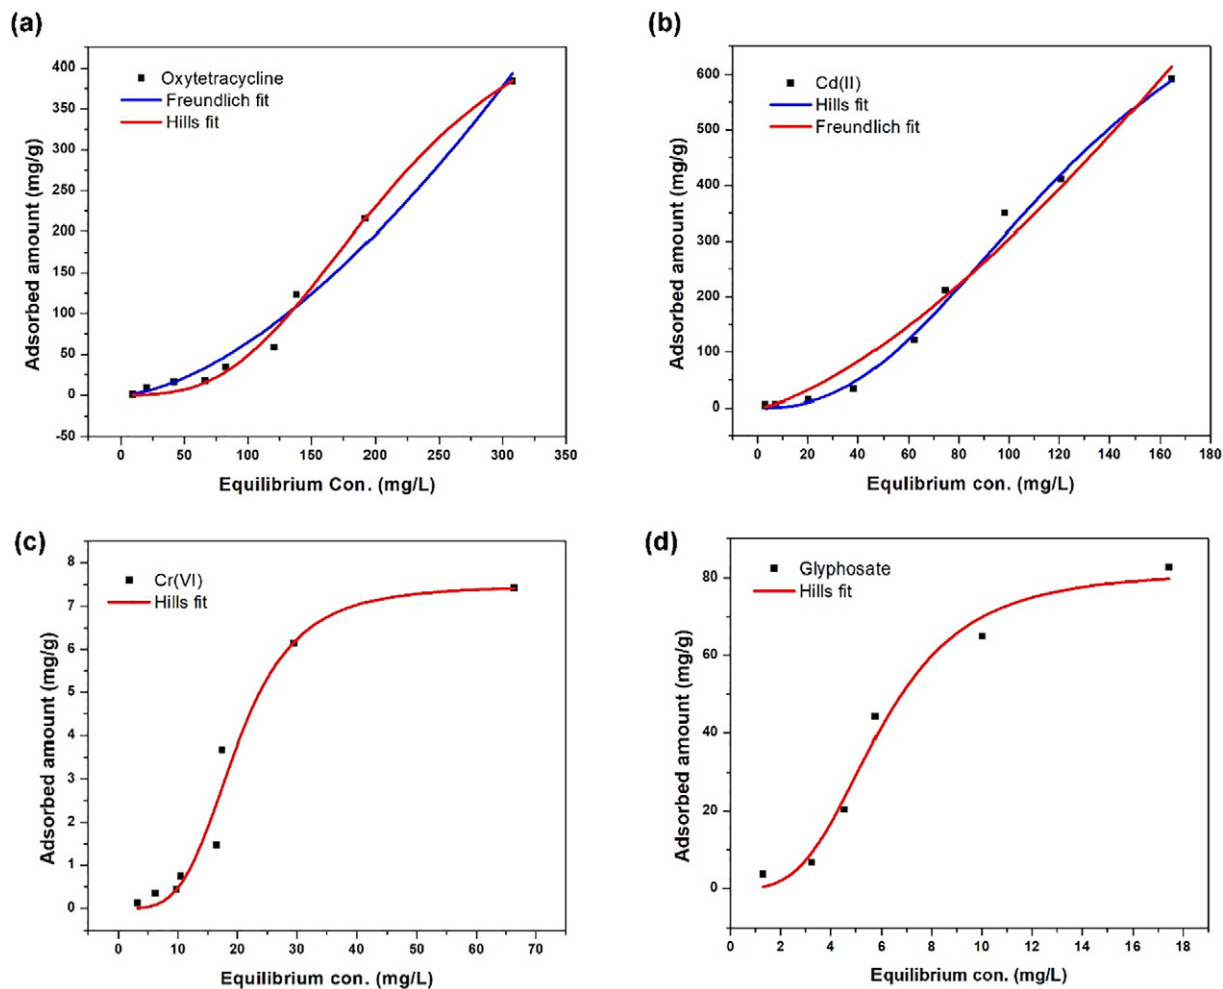 (a)
Oxytetracycline
Freundlich fit
Hills fit
Adsorbed amount (mg/g)
400
350
300
250
200
150
100
50
0
-50
0 50 100 150 200 250 300 350
Equilibrium Con. (mg/L)
(b)
Cd(II)
Hills fit
Freundlich fit
Adsorbed amount (mg/g)
600
500
400
300
200
100
0
0 20 40 60 80 100 120 140 160 180
Equlibrium con. (mg/L)
(c)
Cr(VI)
Hills fit
Adsorbed amount (mg/g)
8
7
6
5
4
3
2
1
0
0 10 20 30 40 50 60 70
Equilibrium con. (mg/L)
(d)
Glyphosate
Hills fit
Adsorbed amount (mg/g)
80
60
40
20
0
0 2 4 6 8 10 12 14 16 18
Equilibrium con. (mg/L)